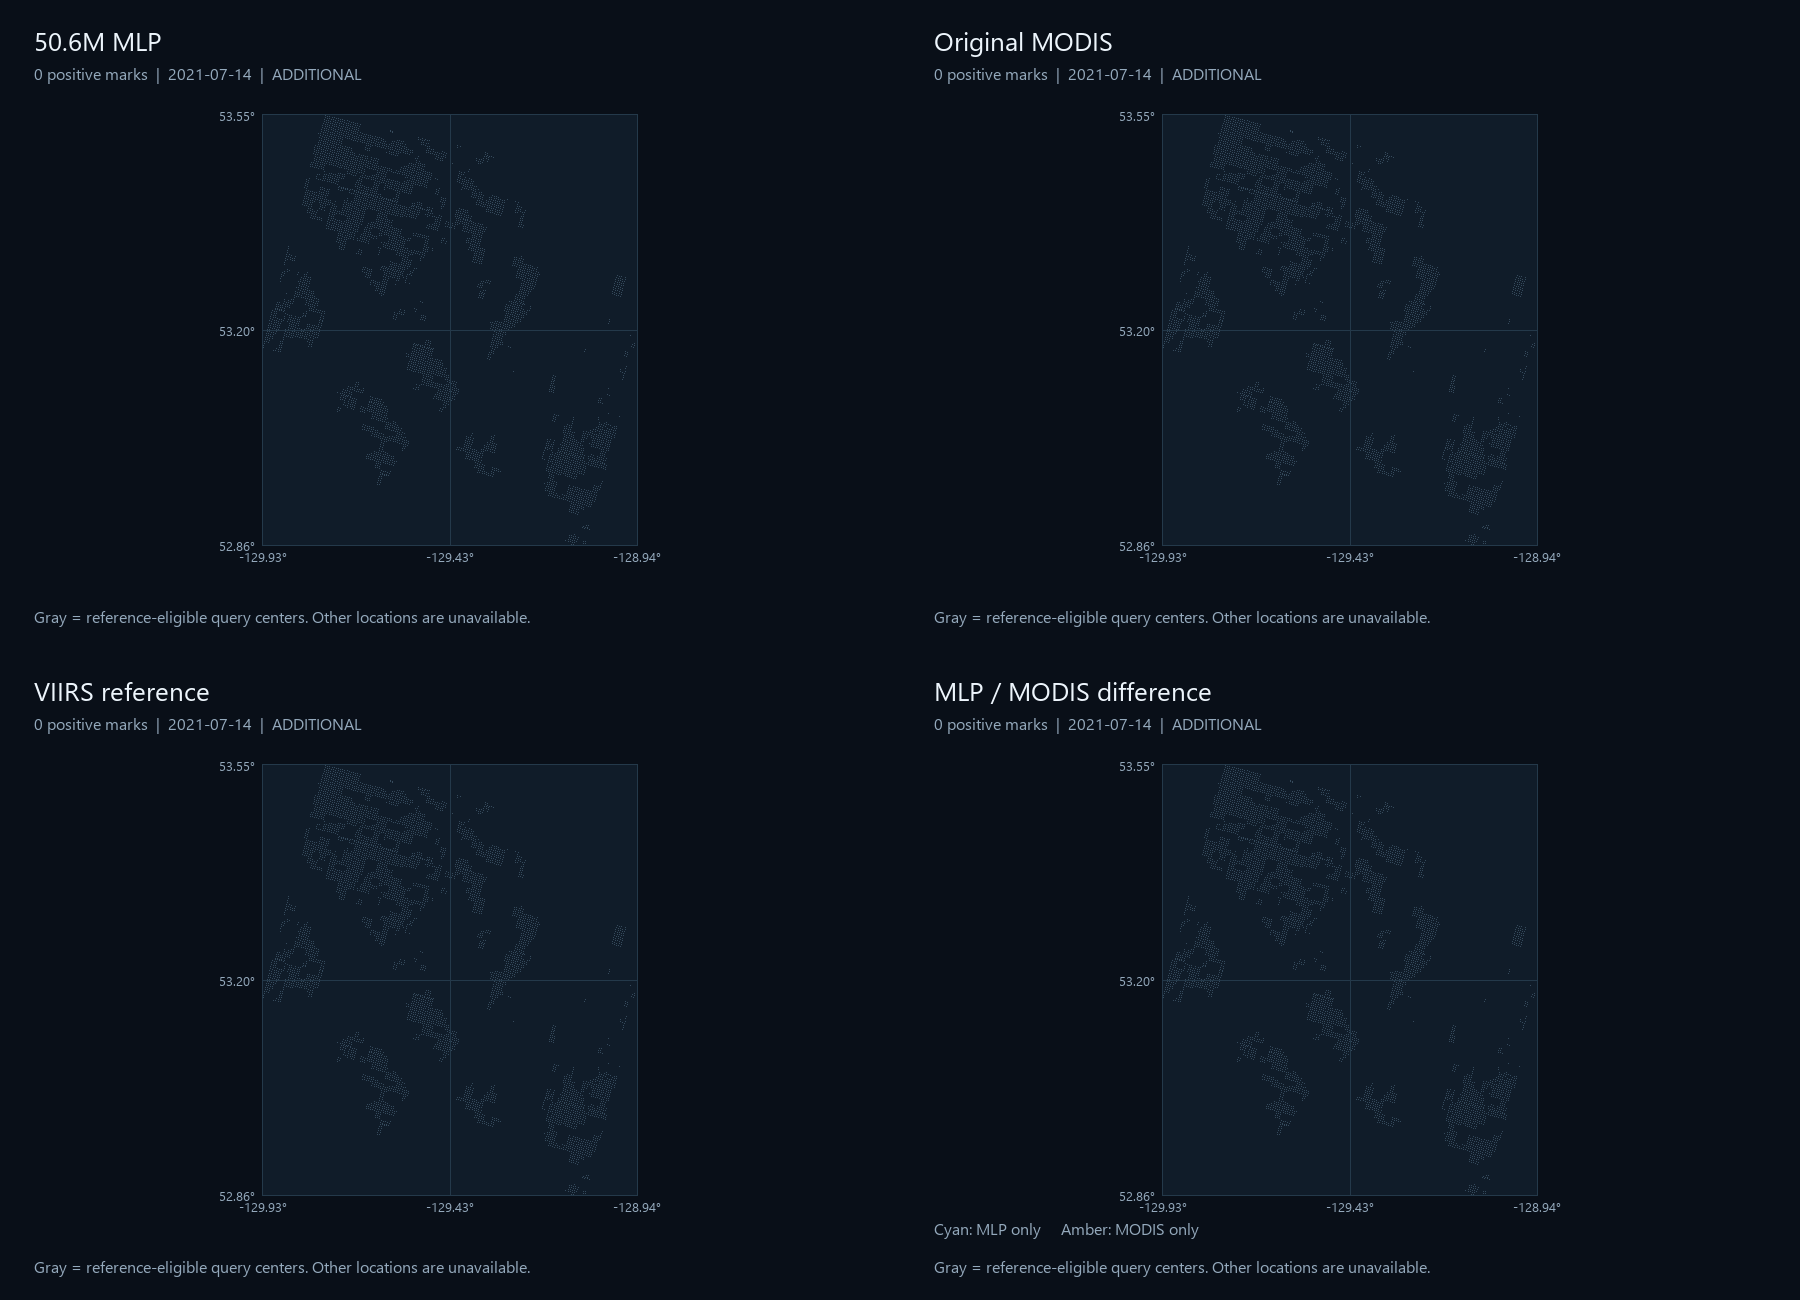 50.6M MLP
0 positive marks | 2021-07-14 | ADDITIONAL
53.55°
53.20°
52.86°
-129.93°
-129.43°
-128.94°
Gray = reference-eligible query centers. Other locations are unavailable.
Original MODIS
0 positive marks | 2021-07-14 | ADDITIONAL
53.55°
53.20°
52.86°
-129.93°
-129.43°
-128.94°
Gray = reference-eligible query centers. Other locations are unavailable.
VIIRS reference
0 positive marks | 2021-07-14 | ADDITIONAL
53.55°
53.20°
52.86°
-129.93°
-129.43°
-128.94°
Gray = reference-eligible query centers. Other locations are unavailable.
MLP / MODIS difference
0 positive marks | 2021-07-14 | ADDITIONAL
53.55°
53.20°
52.86°
-129.93°
-129.43°
-128.94°
Cyan: MLP only Amber: MODIS only
Gray = reference-eligible query centers. Other locations are unavailable.